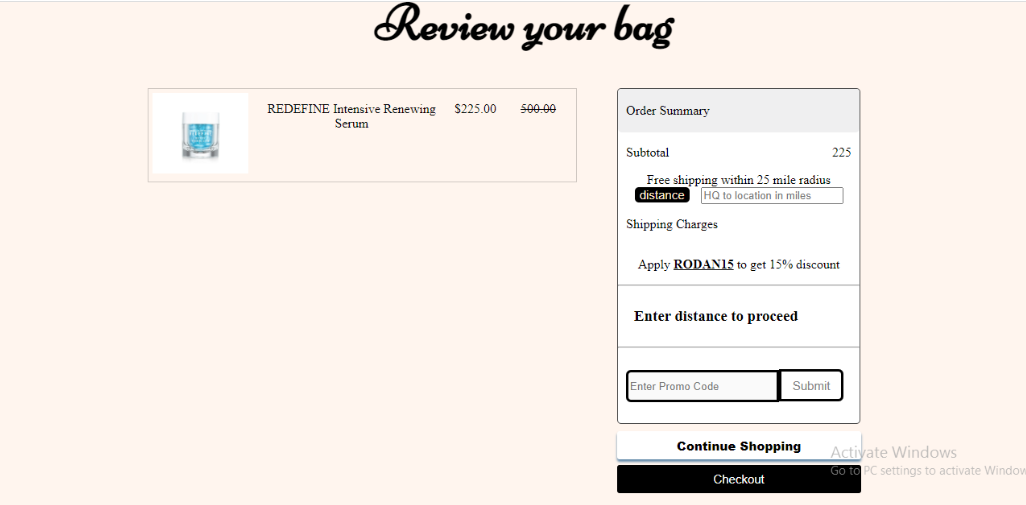 Review your bag
REDEFINE Intensive Renewing
Serum
$225.00
500.00
Order Summary
Subtotal 225
Free shipping within 25 mile radius
distance HQ to location in miles
Shipping Charges
Apply RODAN15 to get 15% discount
Enter distance to proceed
Enter Promo Code Submit
Continue Shopping
Checkout
Activate Windows
Go to PC settings to activate Window